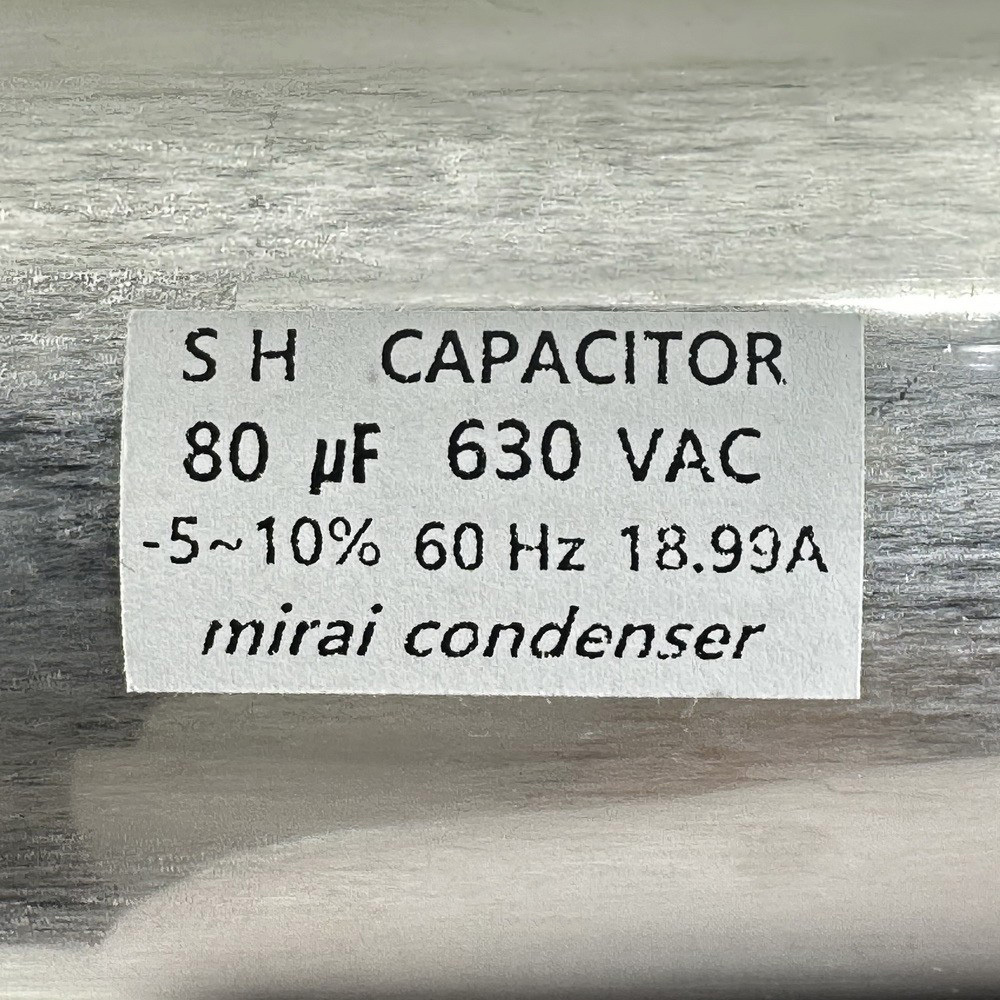 S H CAPACITOR
80 µF 630 VAC
-5~10% 60 Hz 18.99A
mirai condenser